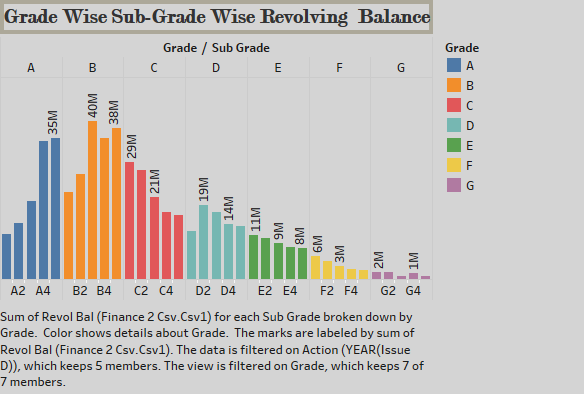 Grade Wise Sub-Grade Wise Revolving Balance
Grade / Sub Grade
A B C D E F G
35M 40M 38M 29M 21M 19M 14M 11M 9M 8M 6M 3M 2M 1M
A2 A4 B2 B4 C2 C4 D2 D4 E2 E4 F2 F4 G2 G4
Grade
A
B
C
D
E
F
G
Sum of Revol Bal (Finance 2 Csv.Csv1) for each Sub Grade broken down by
Grade. Color shows details about Grade. The marks are labeled by sum of
Revol Bal (Finance 2 Csv.Csv1). The data is filtered on Action (YEAR(Issue
D)), which keeps 5 members. The view is filtered on Grade, which keeps 7 of
7 members.